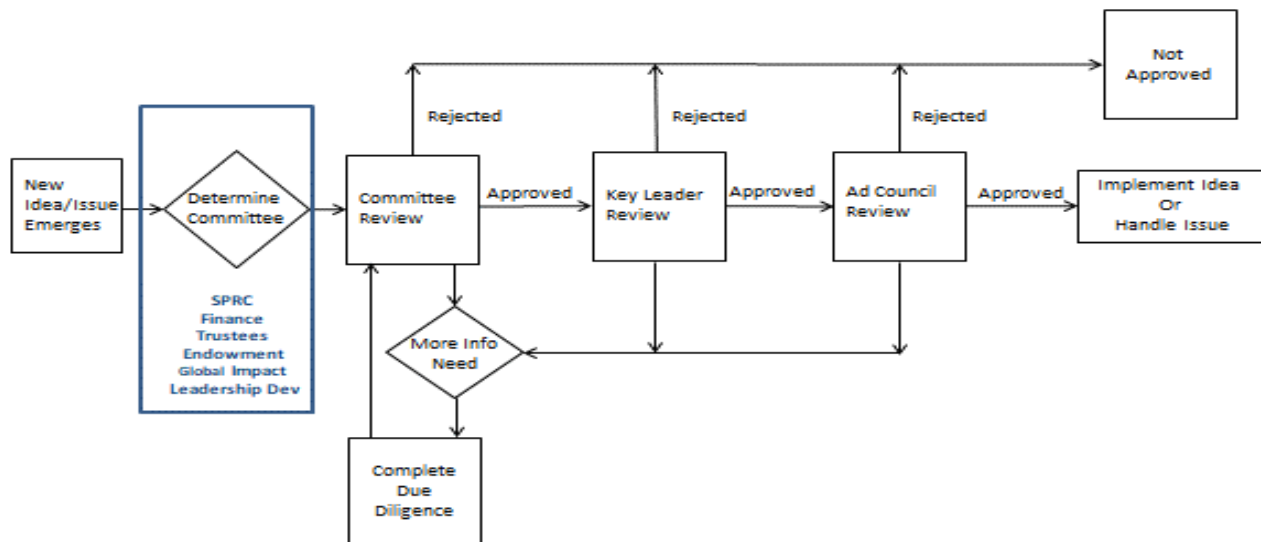 Not
Approved
Rejected
Rejected
Rejected
New
Idea/Issue
Emerges
Determine
Committee
Committee
Review
Approved
Key Leader
Review
Approved
Ad Council
Review
Approved
Implement Idea
Or
Handle Issue
SPRC
Finance
Trustees
Endowment
Global Impact
Leadership Dev
More Info
Need
Complete
Due
Diligence